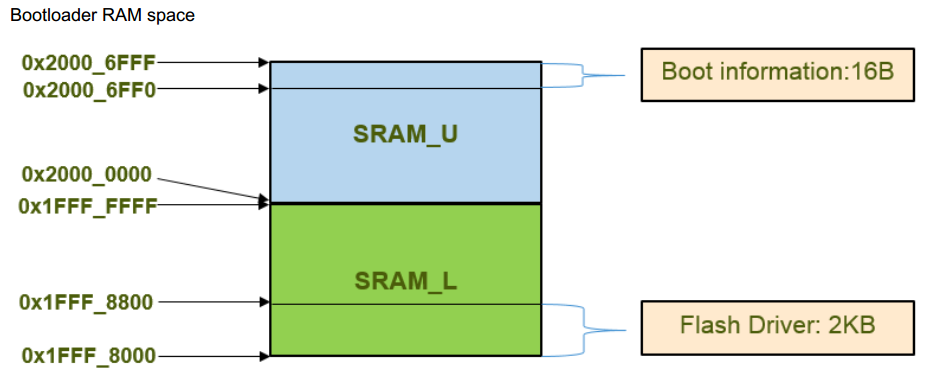 Bootloader RAM space
0x2000_6FFF
Boot information:16B
0x2000_6FF0
SRAM_U
0x2000_0000
0x1FFF_FFFF
SRAM_L
0x1FFF_8800
Flash Driver: 2KB
0x1FFF_8000